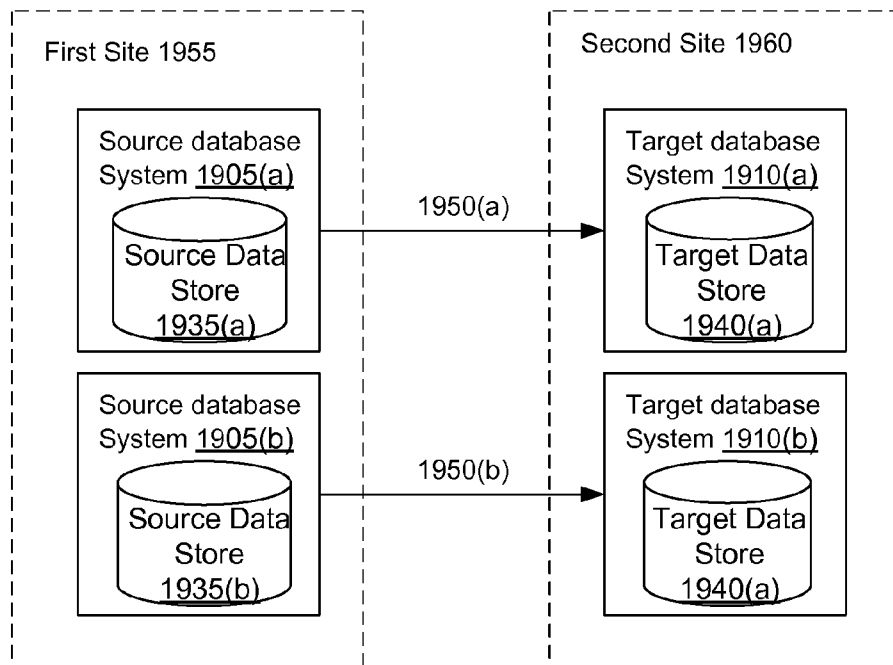 First Site 1955
Second Site 1960
Source database
System 1905(a)
Source Data
Store
1935(a)
1950(a)
Target database
System 1910(a)
Target Data
Store
1940(a)
Source database
System 1905(b)
Source Data
Store
1935(b)
1950(b)
Target database
System 1910(b)
Target Data
Store
1940(a)